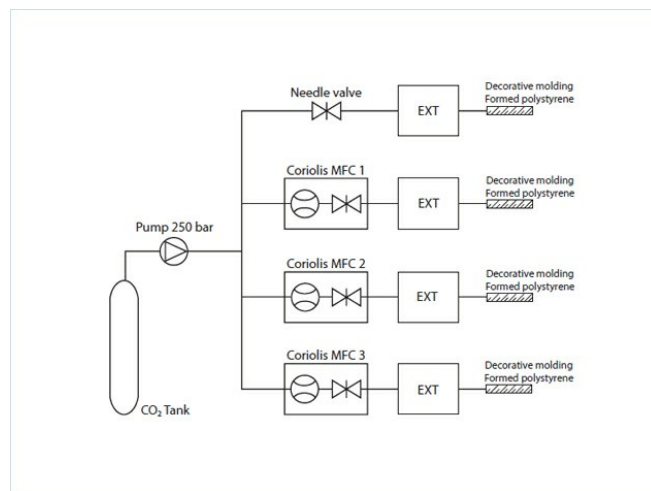 Needle valve
EXT
Decorative molding
Formed polystyrene
Coriolis MFC 1
EXT
Decorative molding
Formed polystyrene
Pump 250 bar
Coriolis MFC 2
EXT
Decorative molding
Formed polystyrene
Coriolis MFC 3
EXT
Decorative molding
Formed polystyrene
CO₂ Tank